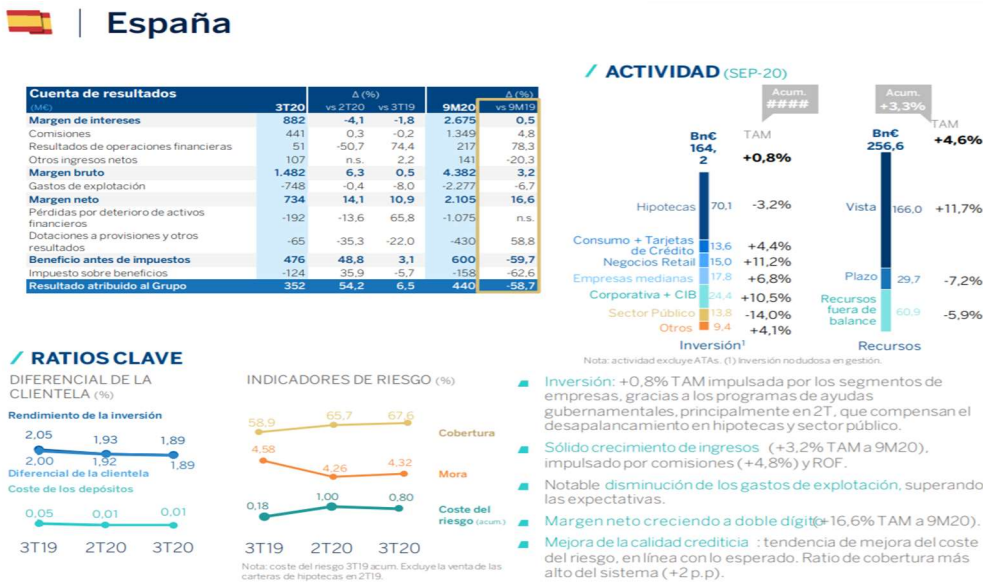 España
Cuenta de resultados Δ (%) Δ (%)
(M€) 3T20 vs 2T20 vs 3T19 9M20 vs 9M19
Margen de intereses 882 -4,1 -1,8 2.675 0,5
Comisiones 441 0,3 -0,2 1.349 4,8
Resultados de operaciones financieras 51 -50,7 74,4 217 78,3
Otros ingresos netos 107 n.s. 2,2 141 -20,3
Margen bruto 1.482 6,3 0,5 4.382 3,2
Gastos de explotación -748 -0,4 -8,0 -2.277 -6,7
Margen neto 734 14,1 10,9 2.105 16,6
Pérdidas por deterioro de activos
financieros -192 -13,6 65,8 -1.075 n.s.
Dotaciones a provisiones y otros
resultados -65 -35,3 -22,0 -430 58,8
Beneficio antes de impuestos 476 48,8 3,1 600 -59,7
Impuesto sobre beneficios -124 35,9 -5,7 -158 -62,6
Resultado atribuido al Grupo 352 54,2 6,5 440 -58,7
/ ACTIVIDAD (SEP-20)
Acum.
####
TAM
Bn€
164,
2
+0,8%
Hipotecas 70,1 -3,2%
Consumo + Tarjetas
de Crédito 13,6 +4,4%
Negocios Retail 15,0 +11,2%
Empresas medianas 17,8 +6,8%
Corporativa + CIB 24,4 +10,5%
Sector Público 13,8 -14,0%
Otros 9,4 +4,1%
Inversión¹
Acum.
+3,3%
TAM
Bn€
256,6 +4,6%
Vista 166,0 +11,7%
Plazo 29,7 -7,2%
Recursos
fuera de
balance 60,9 -5,9%
Recursos
Nota: actividad excluye ATAs. (1) Inversión no dudosa en gestión.
/ RATIOS CLAVE
DIFERENCIAL DE LA
CLIENTELA (%)
Rendimiento de la inversión
2,05 1,93 1,89
2,00 1,92 1,89
Diferencial de la clientela
Coste de los depósitos
0,05 0,01 0,01
3T19 2T20 3T20
INDICADORES DE RIESGO (%)
58,9 65,7 67,6
Cobertura
4,58 4,26 4,32
Mora
0,18 1,00 0,80
Coste del
riesgo (acum.)
3T19 2T20 3T20
Nota: coste del riesgo 3T19 acum. Excluye la venta de las
carteras de hipotecas en 2T19.
Inversión: +0,8% TAM impulsada por los segmentos de
empresas, gracias a los programas de ayudas
gubernamentales, principalmente en 2T, que compensan el
desapalancamiento en hipotecas y sector público.
Sólido crecimiento de ingresos (+3,2% TAM a 9M20),
impulsado por comisiones (+4,8%) y ROF.
Notable disminución de los gastos de explotación, superando
las expectativas.
Margen neto creciendo a doble dígito (+16,6% TAM a 9M20).
Mejora de la calidad crediticia : tendencia de mejora del coste
del riesgo, en línea con lo esperado. Ratio de cobertura más
alto del sistema (+2 p.p).